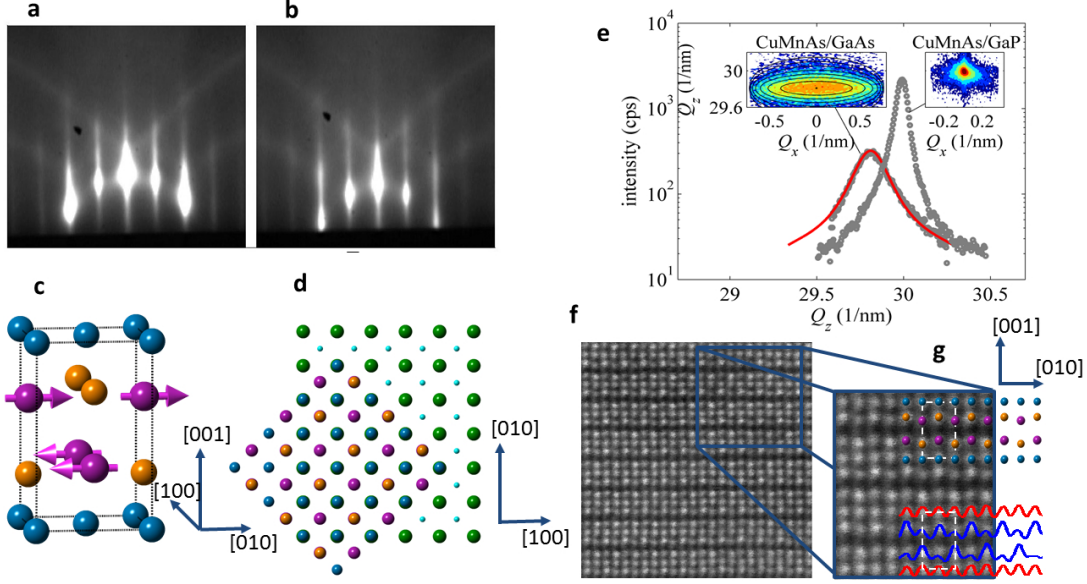 a
b
c
[001]
[100]
[010]
d
[010]
[100]
e
CuMnAs/GaAs
CuMnAs/GaP
Q_z (1/nm)
30
29.6
-0.5 0 0.5
Q_x (1/nm)
-0.2 0.2
Q_x (1/nm)
intensity (cps)
10^4
10^3
10^2
10^1
29 29.5 30 30.5
Q_z (1/nm)
f
g
[001]
[010]